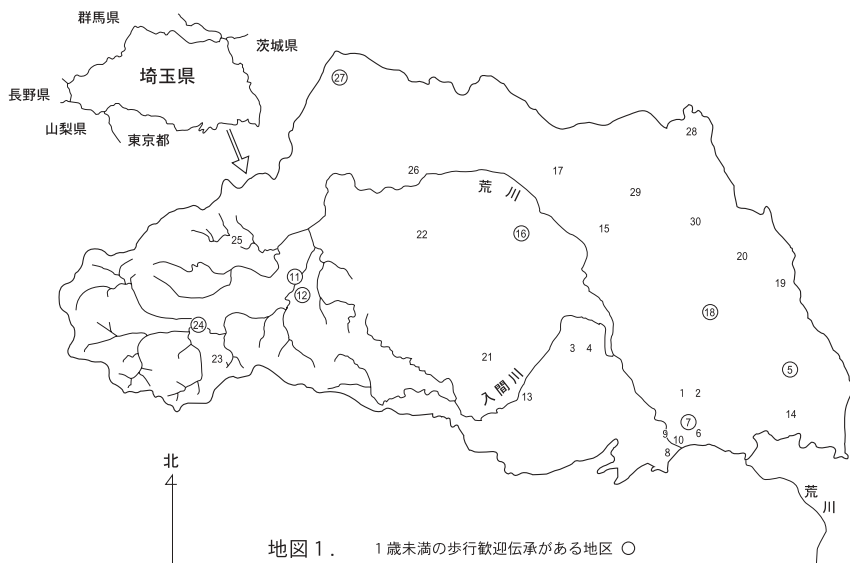 群馬県
茨城県
埼玉県
長野県
山梨県
東京都
㉗
28
26
17
荒川
29
15
30
22
⑯
25
20
⑪
19
⑫
⑱
㉔
23
21
3 4
入間川
13
⑤
1 2
14
⑦
9
10
6
8
北
荒川
地図1. 1歳未満の歩行歓迎伝承がある地区 ○